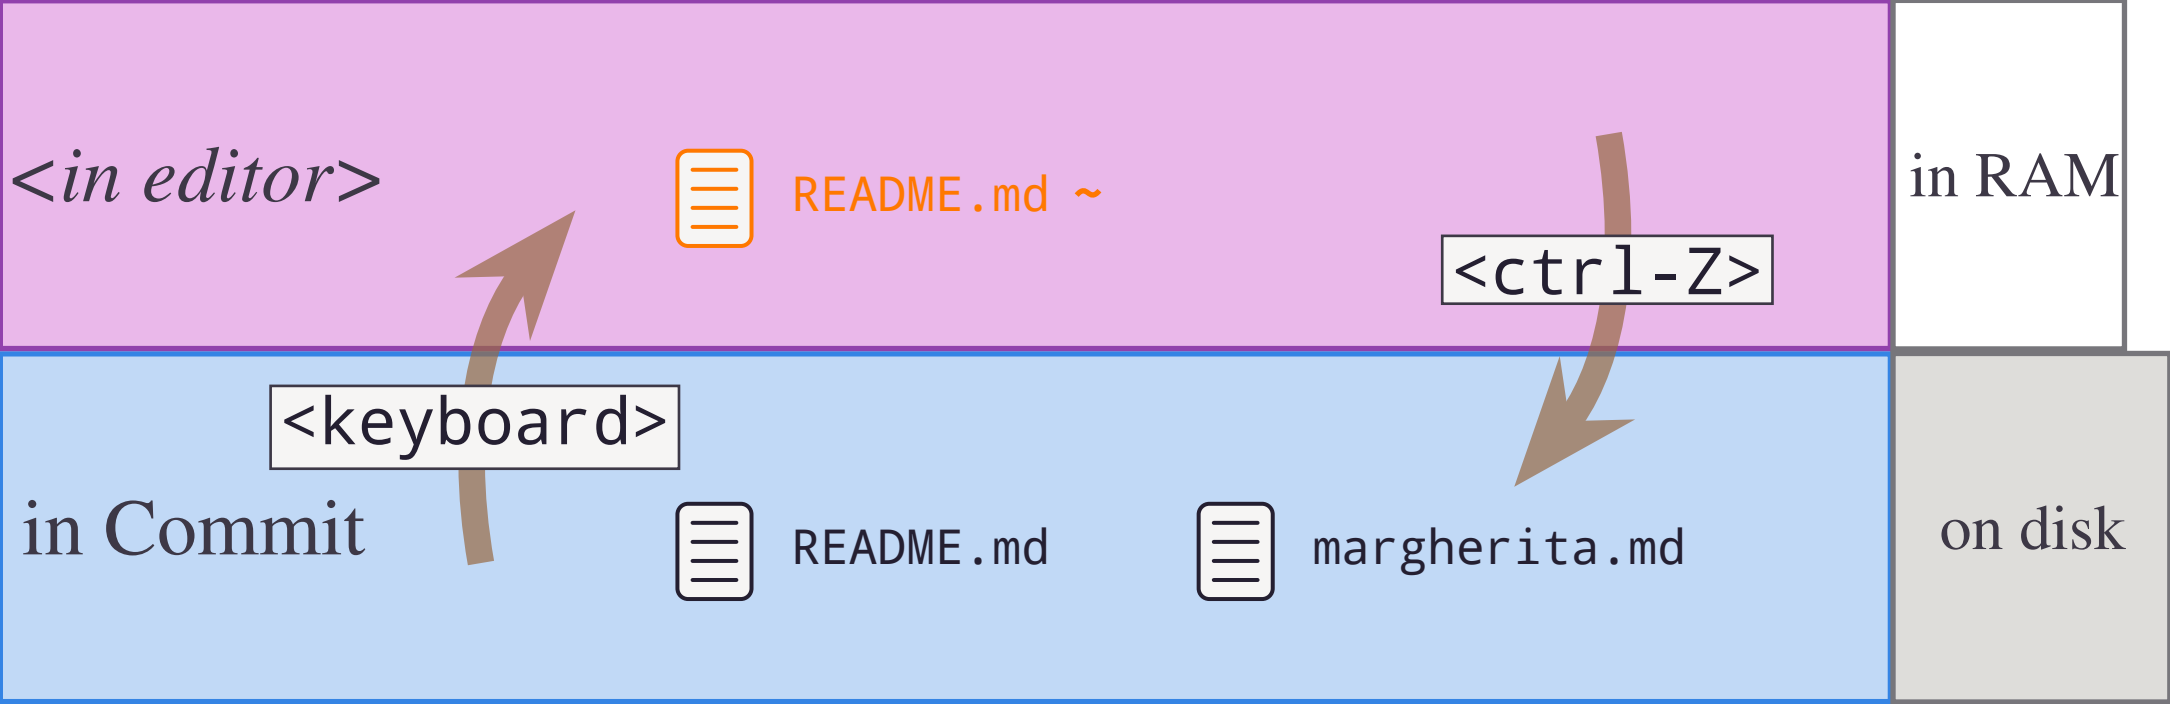 <in editor>
README.md ~
<ctrl-Z>
in RAM
<keyboard>
in Commit
README.md
margherita.md
on disk